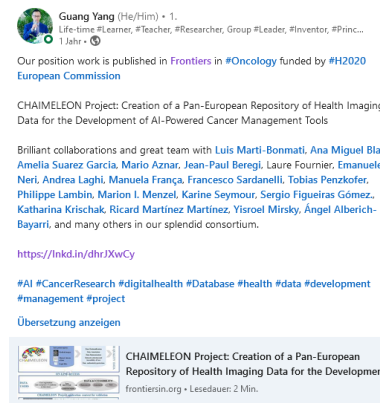 Guang Yang (He/Him) • 1.
Life-time #Learner, #Teacher, #Researcher, Group #Leader, #Inventor, #Princ...
1 Jahr •
Our position work is published in Frontiers in #Oncology funded by #H2020
European Commission
CHAIMELEON Project: Creation of a Pan-European Repository of Health Imaging
Data for the Development of AI-Powered Cancer Management Tools
Brilliant collaborations and great team with Luis Marti-Bonmati, Ana Miguel Bla
Amelia Suarez Garcia, Mario Aznar, Jean-Paul Beregi, Laure Fournier, Emanuele
Neri, Andrea Laghi, Manuela França, Francesco Sardanelli, Tobias Penzkofer,
Philippe Lambin, Marion I. Menzel, Karine Seymour, Sergio Figueiras Gómez,,
Katharina Krischak, Ricard Martínez Martínez, Yisroel Mirsky, Ángel Alberich-
Bayarri, and many others in our splendid consortium.
https://lnkd.in/dhrJXwCy
#AI #CancerResearch #digitalhealth #Database #health #data #development
#management #project
Übersetzung anzeigen
CHAIMELEON Project: Creation of a Pan-European
Repository of Health Imaging Data for the Developmen
frontiersin.org • Lesedauer: 2 Min.